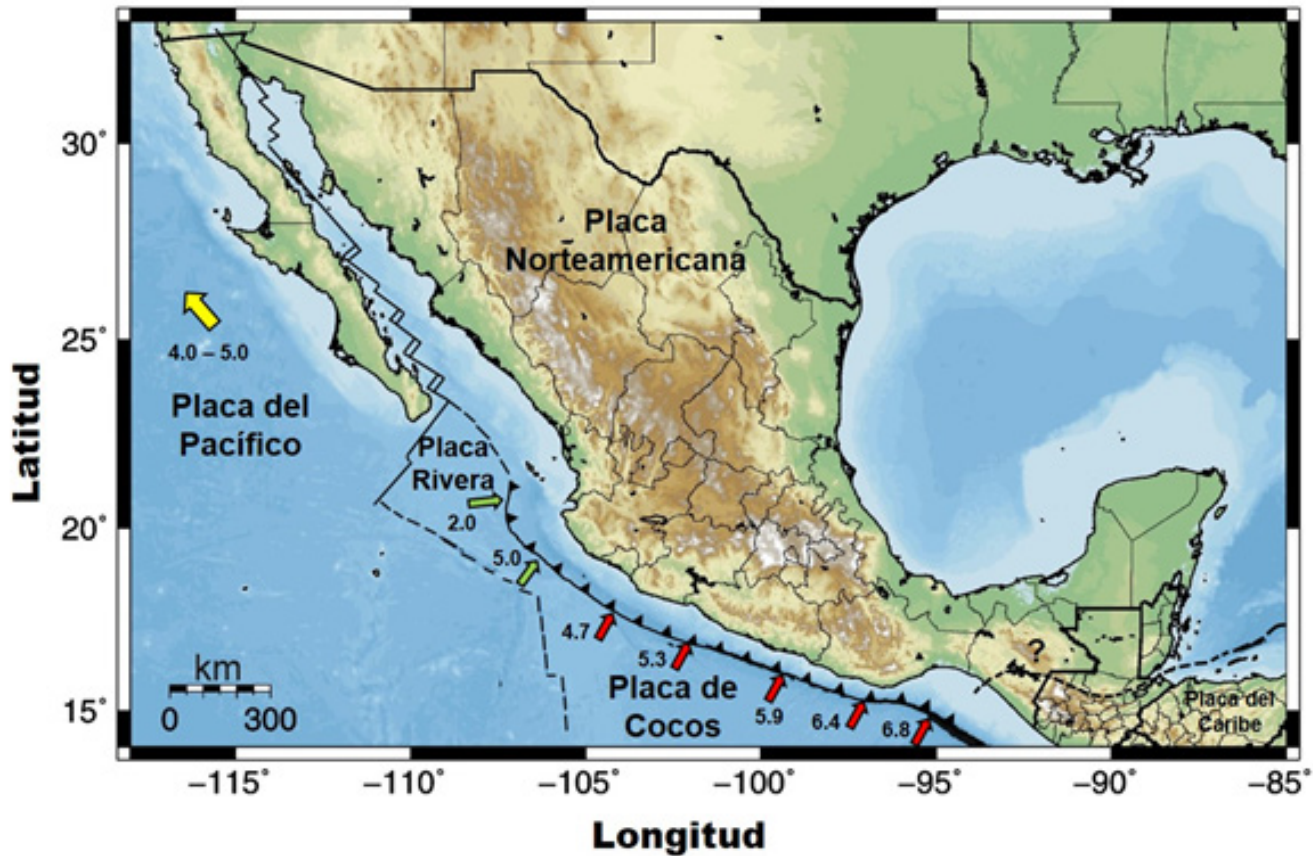 30°
25°
20°
15°
Latitud
Placa
Norteamericana
4.0 – 5.0
Placa del
Pacífico
Placa
Rivera
2.0
5.0
4.7
5.3
Placa de
Cocos
5.9
6.4
6.8
?
Placa del
Caribe
km
0 300
−115° −110° −105° −100° −95° −90° −85°
Longitud